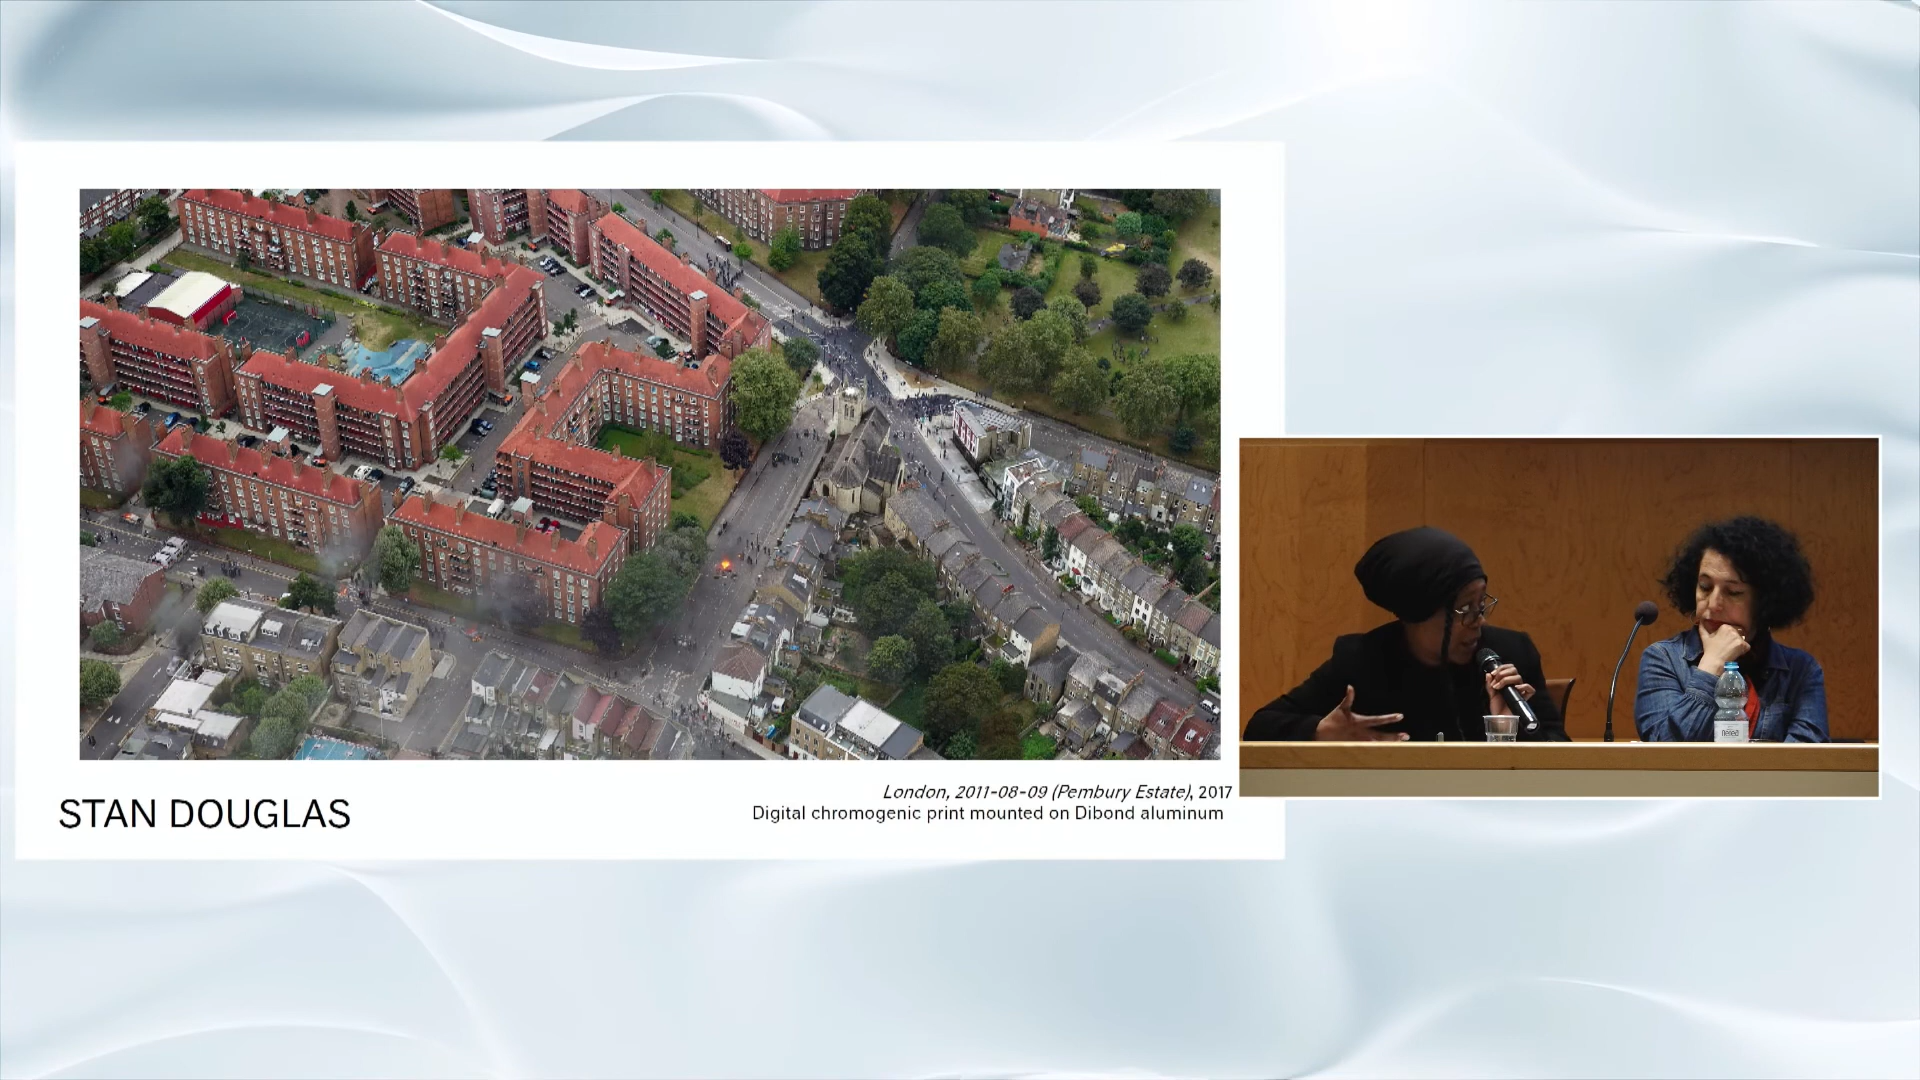 STAN DOUGLAS
London, 2011-08-09 (Pembury Estate), 2017
Digital chromogenic print mounted on Dibond aluminum